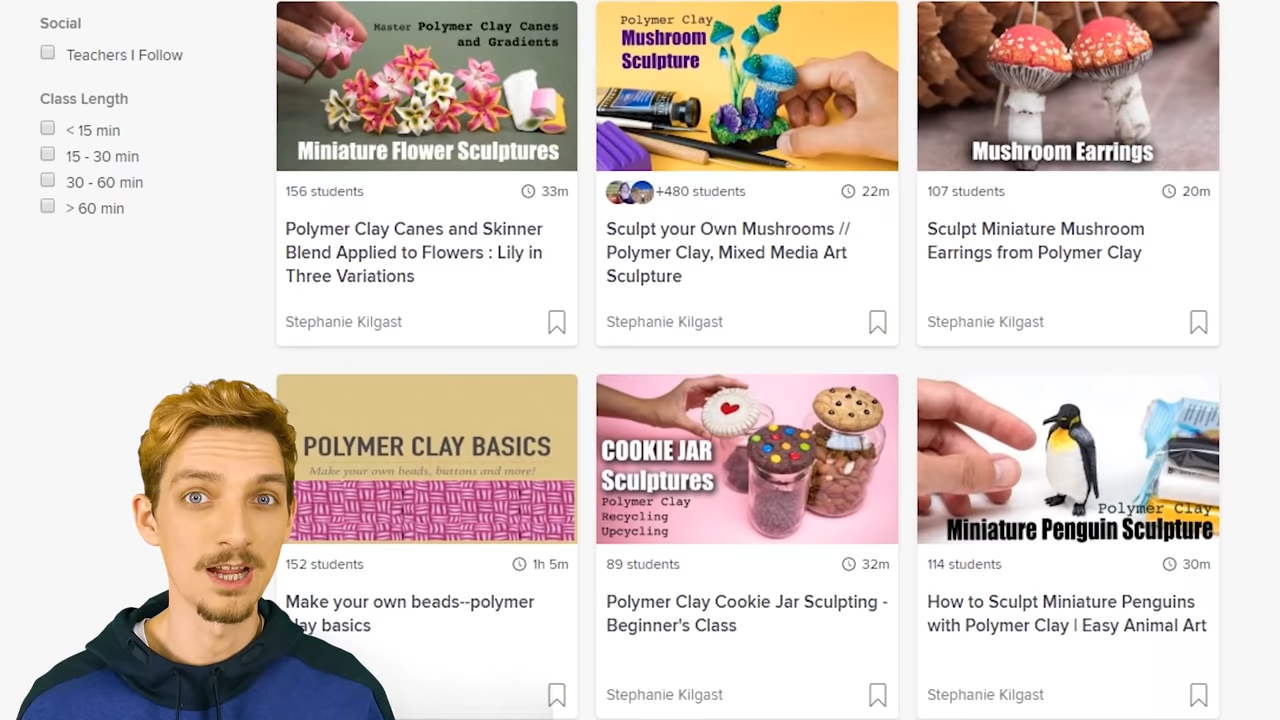 Social
Teachers I Follow
Class Length
< 15 min
15 - 30 min
30 - 60 min
> 60 min
Master Polymer Clay Canes
and Gradients
Miniature Flower Sculptures
156 students
33m
Polymer Clay Canes and Skinner
Blend Applied to Flowers : Lily in
Three Variations
Stephanie Kilgast
Polymer Clay
Mushroom
Sculpture
+480 students
22m
Sculpt your Own Mushrooms //
Polymer Clay, Mixed Media Art
Sculpture
Stephanie Kilgast
Mushroom Earrings
107 students
20m
Sculpt Miniature Mushroom
Earrings from Polymer Clay
Stephanie Kilgast
POLYMER CLAY BASICS
Make your own beads, buttons and more!
152 students
1h 5m
Make your own beads--polymer
lay basics
COOKIE JAR
Sculptures
Polymer Clay
Recycling
Upcycling
89 students
32m
Polymer Clay Cookie Jar Sculpting -
Beginner's Class
Stephanie Kilgast
Polymer Clay
Miniature Penguin Sculpture
114 students
30m
How to Sculpt Miniature Penguins
with Polymer Clay | Easy Animal Art
Stephanie Kilgast